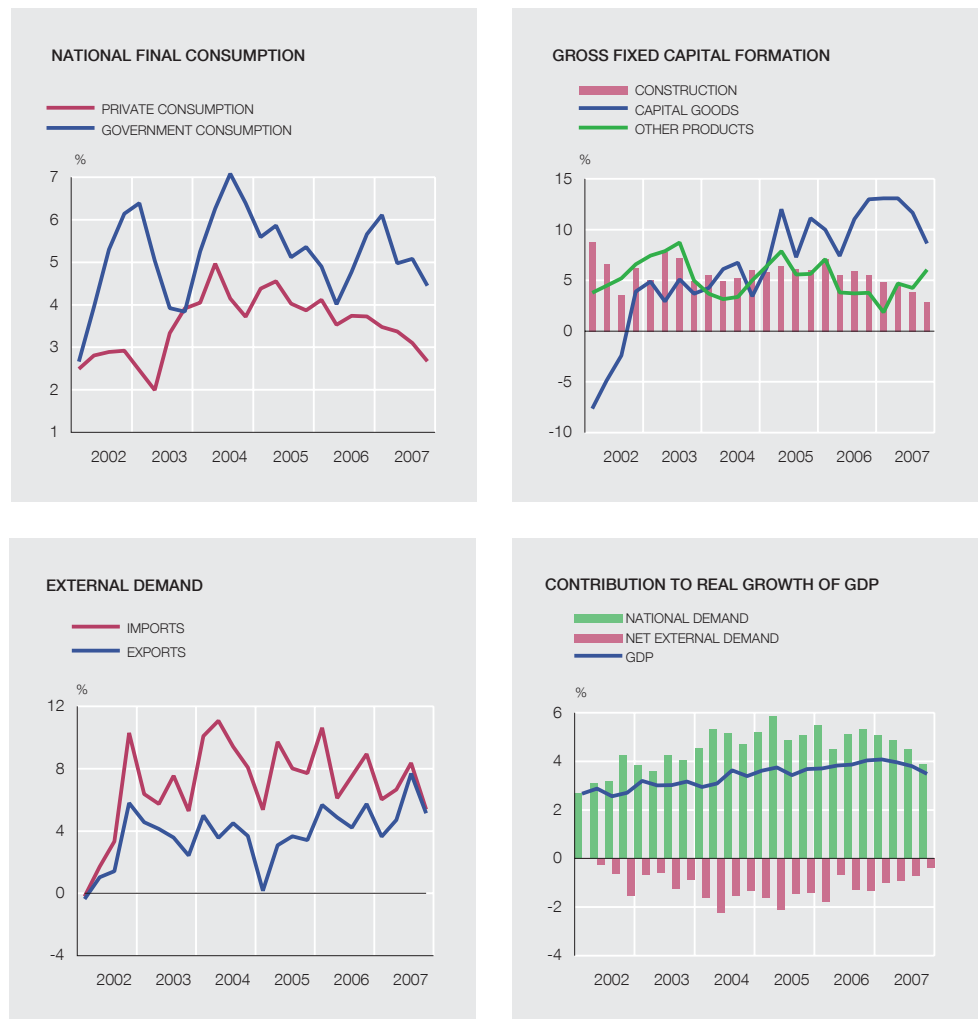 NATIONAL FINAL CONSUMPTION
PRIVATE CONSUMPTION
GOVERNMENT CONSUMPTION
%
7
6
5
4
3
2
1
2002 2003 2004 2005 2006 2007
GROSS FIXED CAPITAL FORMATION
CONSTRUCTION
CAPITAL GOODS
OTHER PRODUCTS
%
15
10
5
0
-5
-10
2002 2003 2004 2005 2006 2007
EXTERNAL DEMAND
IMPORTS
EXPORTS
%
12
8
4
0
-4
2002 2003 2004 2005 2006 2007
CONTRIBUTION TO REAL GROWTH OF GDP
NATIONAL DEMAND
NET EXTERNAL DEMAND
GDP
%
6
4
2
0
-2
-4
2002 2003 2004 2005 2006 2007